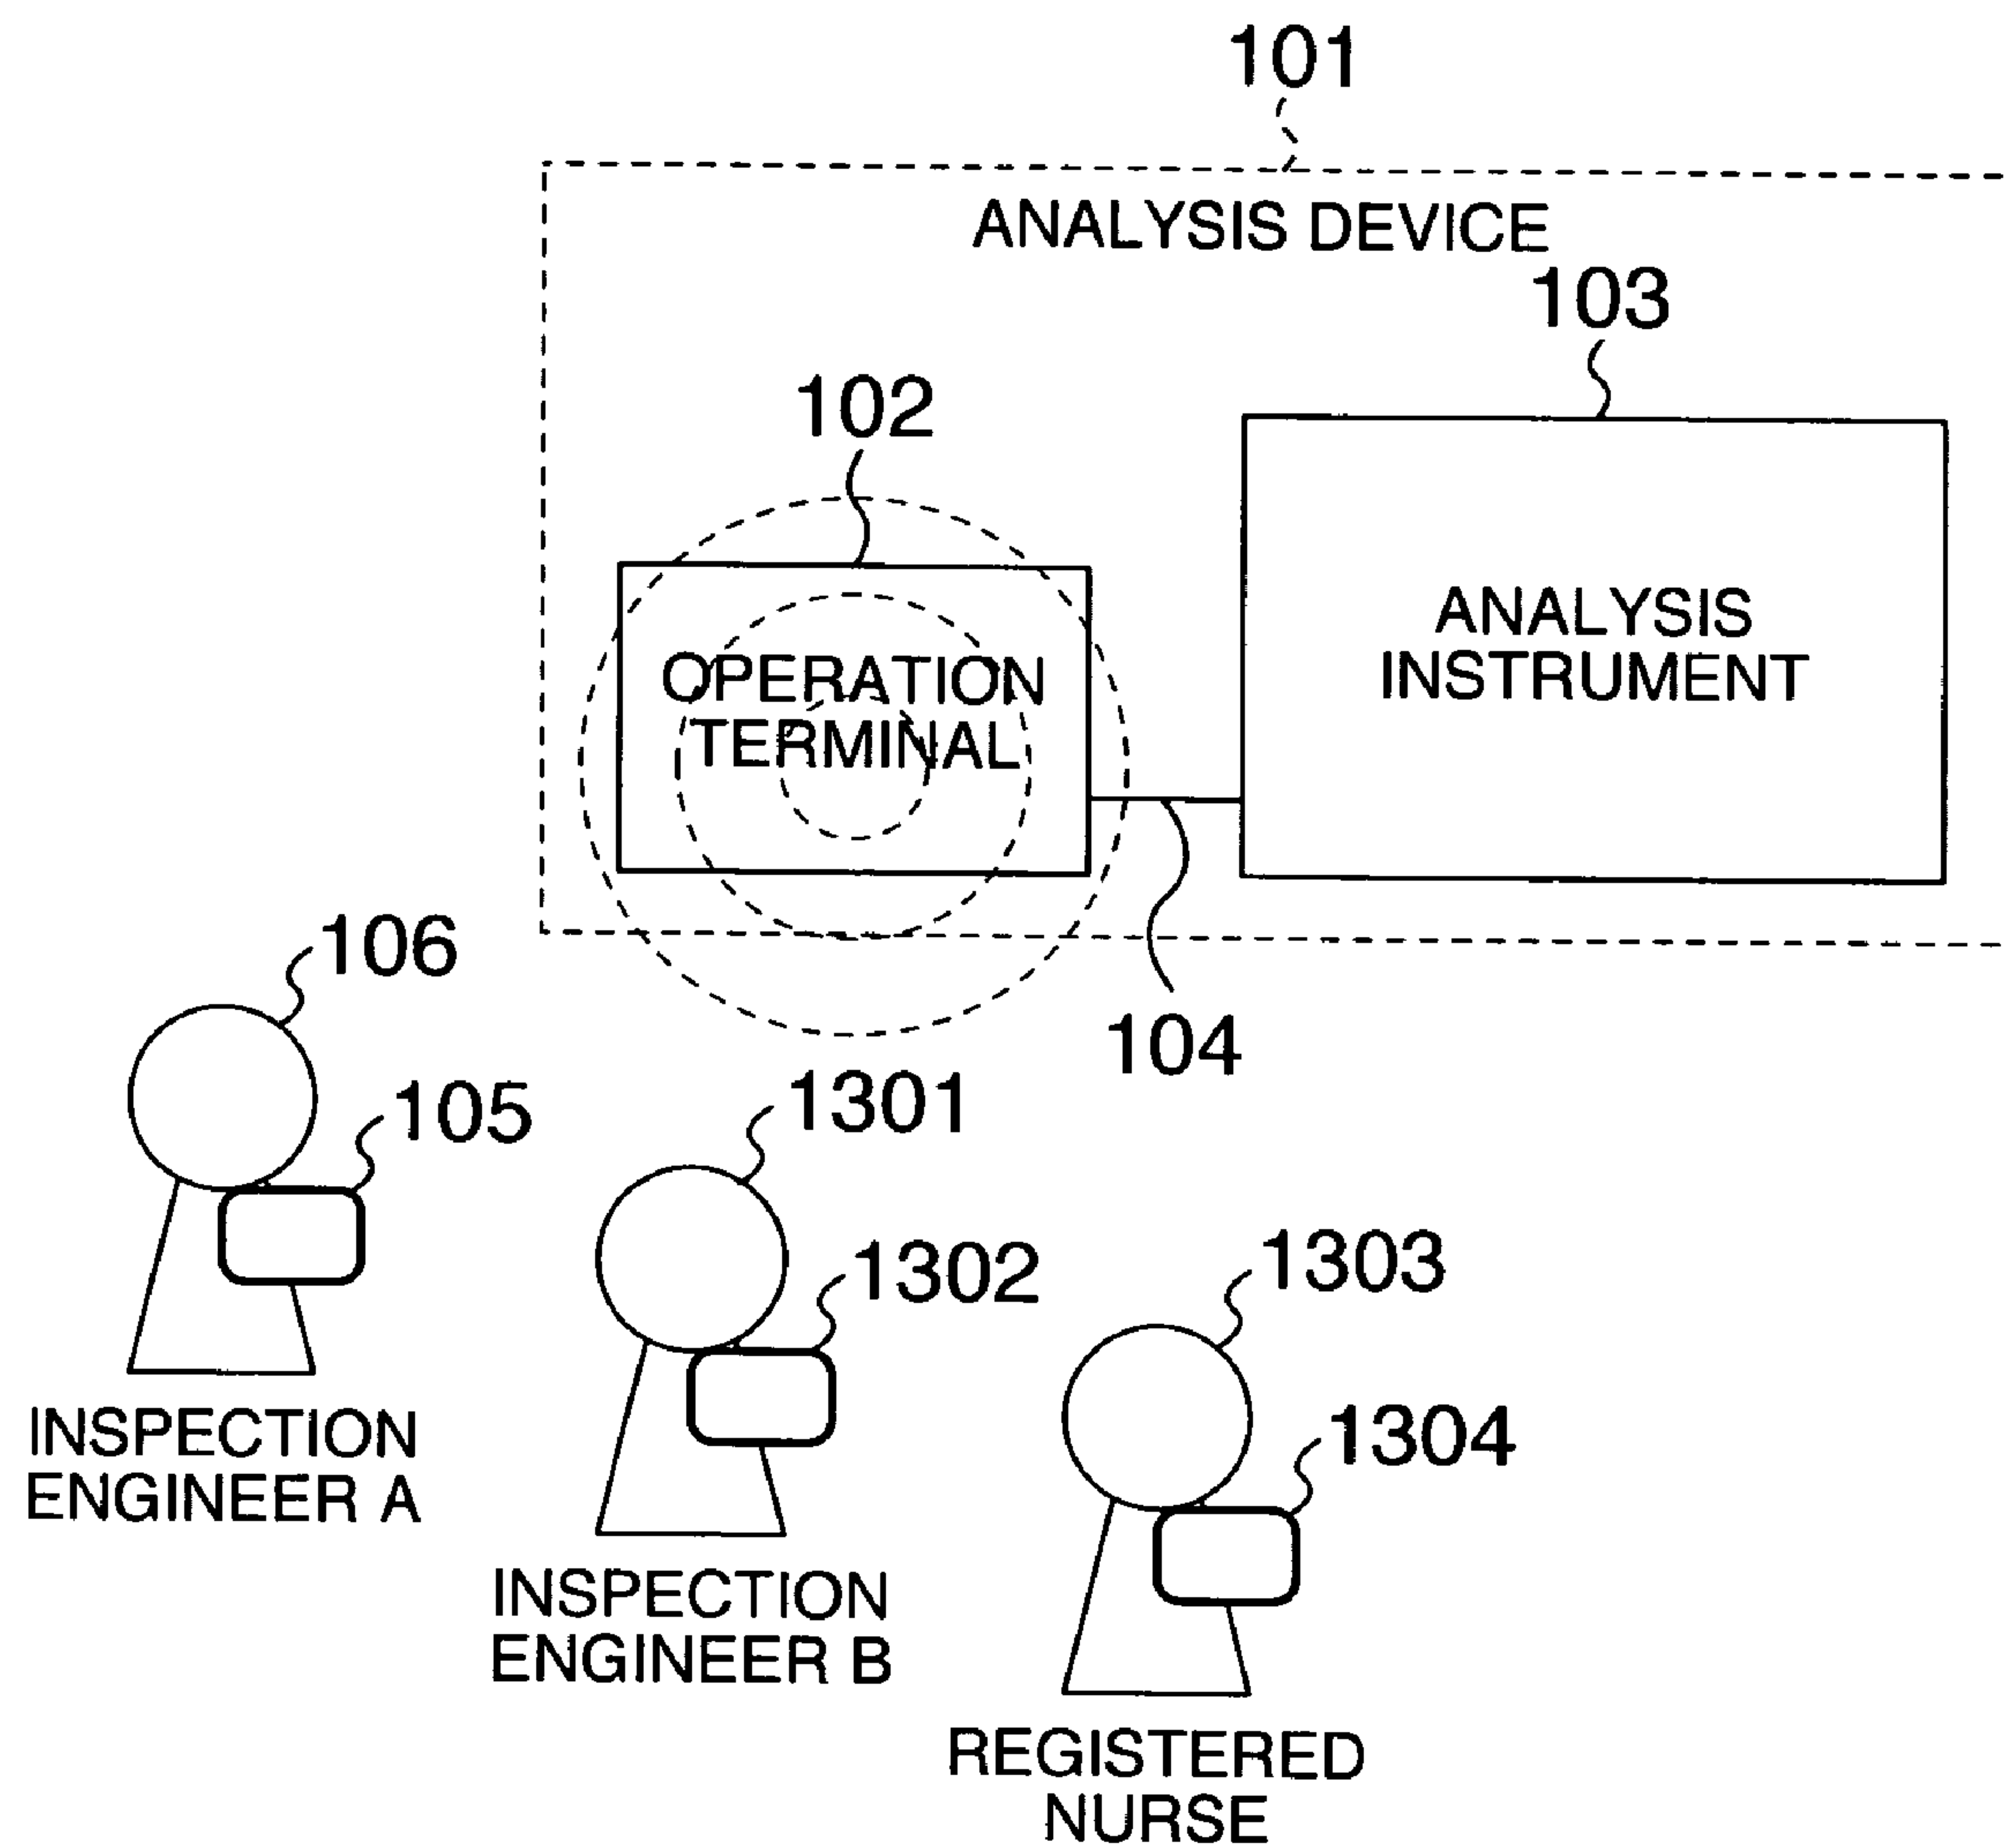 101
ANALYSIS DEVICE
103
102
ANALYSIS
INSTRUMENT
OPERATION
TERMINAL
104
106
105
1301
1302
1303
1304
INSPECTION
ENGINEER A
INSPECTION
ENGINEER B
REGISTERED
NURSE